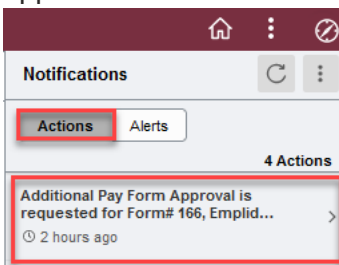 Notifications
Actions Alerts
4 Actions
Additional Pay Form Approval is
requested for Form# 166, Emplid...
2 hours ago